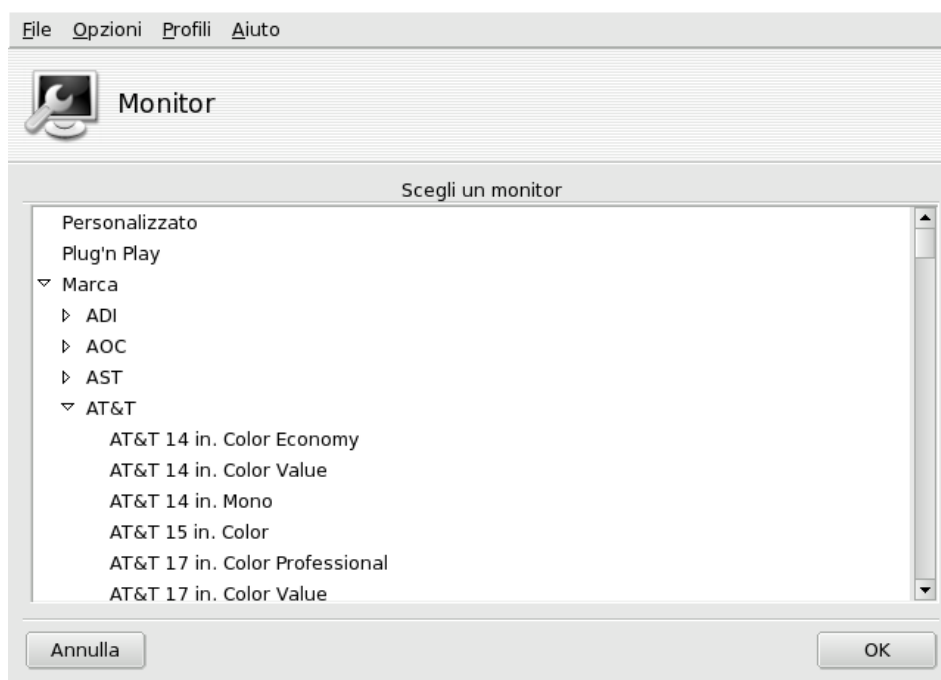 File Opzioni Profili Aiuto
Monitor
Scegli un monitor
Personalizzato
Plug'n Play
Marca
ADI
AOC
AST
AT&T
AT&T 14 in. Color Economy
AT&T 14 in. Color Value
AT&T 14 in. Mono
AT&T 15 in. Color
AT&T 17 in. Color Professional
AT&T 17 in. Color Value
Annulla OK